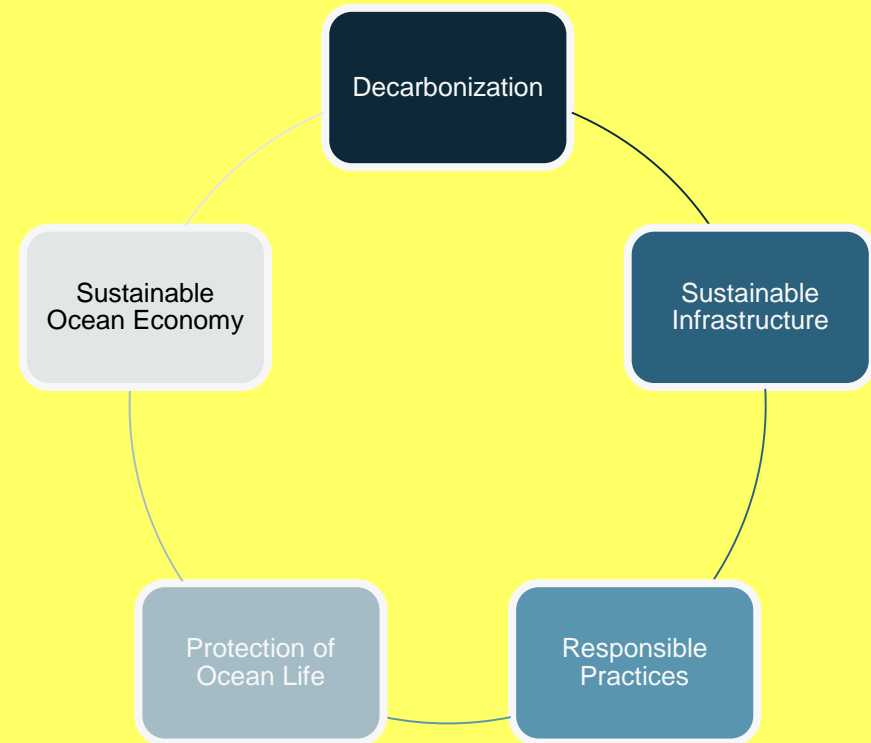 Decarbonization
Sustainable
Infrastructure
Responsible
Practices
Protection of
Ocean Life
Sustainable
Ocean Economy